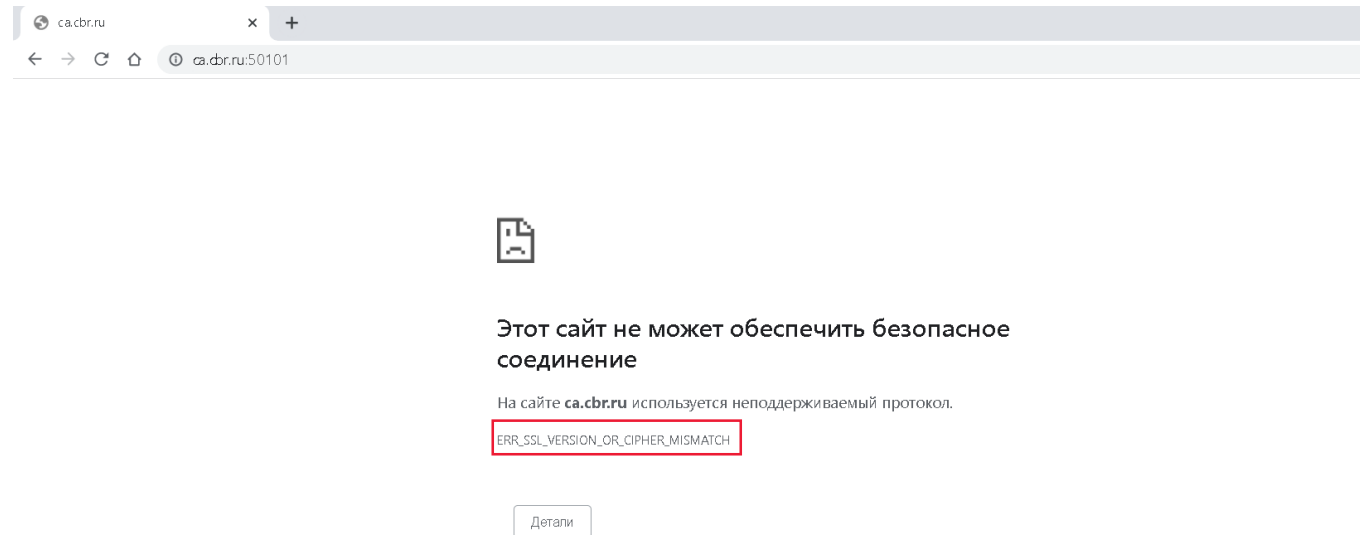 ca.cbr.ru
ca.cbr.ru:50101
Этот сайт не может обеспечить безопасное
соединение
На сайте ca.cbr.ru используется неподдерживаемый протокол.
ERR_SSL_VERSION_OR_CIPHER_MISMATCH
Детали